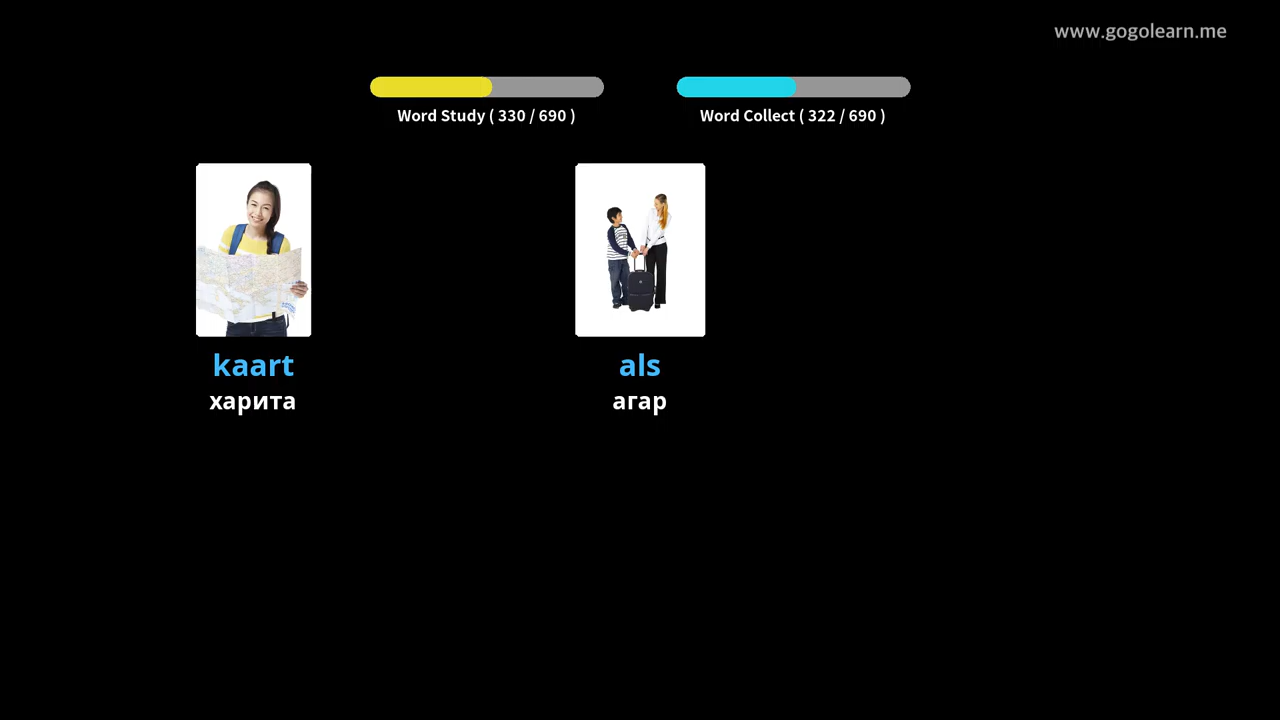 www.gogolearn.me
Word Study ( 330 / 690 )
Word Collect ( 322 / 690 )
kaart
харита
als
агар